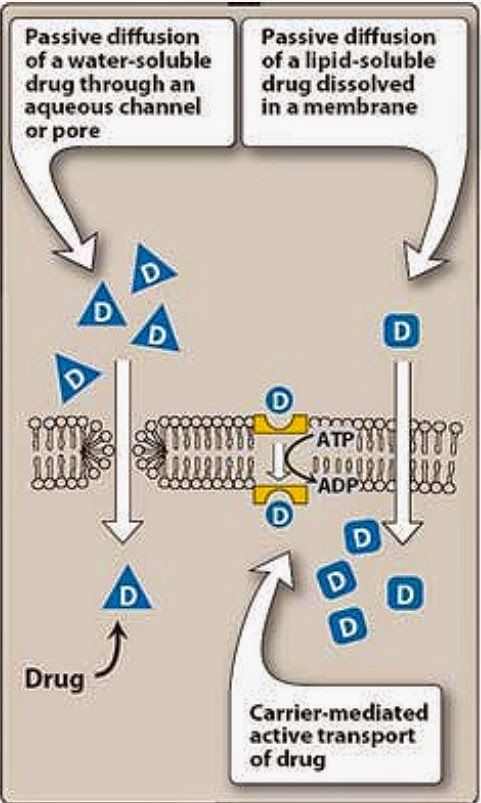 Passive diffusion
of a water-soluble
drug through an
aqueous channel
or pore
Passive diffusion
of a lipid-soluble
drug dissolved
in a membrane
D
D
D
D
D
D
ATP
ADP
D
D
D
D
D
D
Drug
Carrier-mediated
active transport
of drug